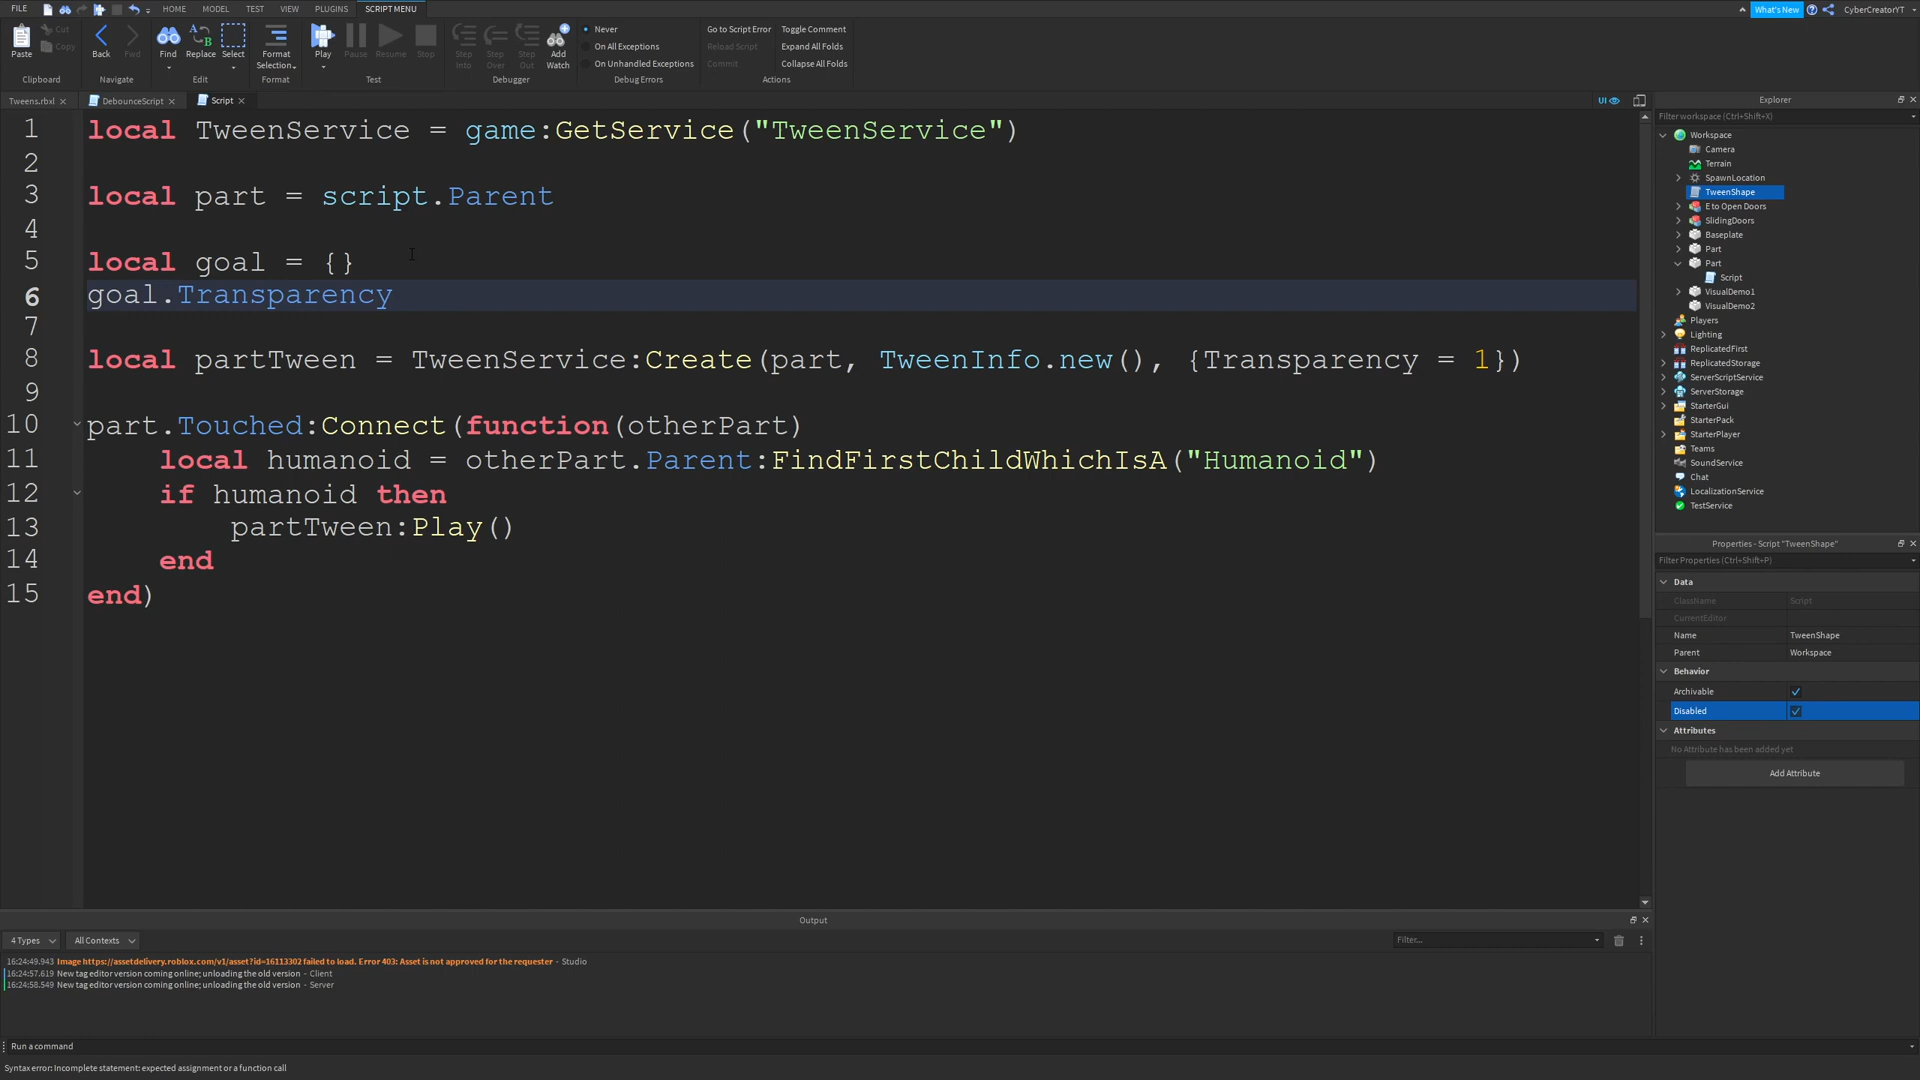 FILE HOME MODEL TEST VIEW PLUGINS SCRIPT MENU What's New CyberCreatorYT
Paste Cut Copy Back Fwd Find Replace Select Format Selection... Play Pause Resume Stop Step Into Step Over Step Out Add Watch
Never
On All Exceptions
On Unhandled Exceptions
Go to Script Error Toggle Comment
Reload Script Expand All Folds
Commit Collapse All Folds
Clipboard Navigate Edit Format Test Debugger Debug Errors Actions
Tweens.rbxl DebounceScript Script UI
1 local TweenService = game:GetService("TweenService")
2
3 local part = script.Parent
4
5 local goal = {}
6 goal.Transparency
7
8 local partTween = TweenService:Create(part, TweenInfo.new(), {Transparency = 1})
9
10 part.Touched:Connect(function(otherPart)
11 local humanoid = otherPart.Parent:FindFirstChildWhichIsA("Humanoid")
12 if humanoid then
13 partTween:Play()
14 end
15 end)
Explorer
Filter workspace (Ctrl+Shift+X)
Workspace
Camera
Terrain
SpawnLocation
TweenShape
E to Open Doors
SlidingDoors
Baseplate
Part
Part
Script
VisualDemo1
VisualDemo2
Players
Lighting
ReplicatedFirst
ReplicatedStorage
ServerScriptService
ServerStorage
StarterGui
StarterPack
StarterPlayer
Teams
SoundService
Chat
LocalizationService
TestService
Properties - Script "TweenShape"
Filter Properties (Ctrl+Shift+P)
Data
ClassName Script
CurrentEditor
Name TweenShape
Parent Workspace
Behavior
Archivable
Disabled
Attributes
No Attribute has been added yet
Add Attribute
Output
4 Types All Contexts Filter...
16:24:49.943 Image https://assetdelivery.roblox.com/v1/asset?id=16113302 failed to load. Error 403: Asset is not approved for the requester - Studio
16:24:57.619 New tag editor version coming online; unloading the old version - Client
16:24:58.549 New tag editor version coming online; unloading the old version - Server
Run a command
Syntax error: Incomplete statement: expected assignment or a function call